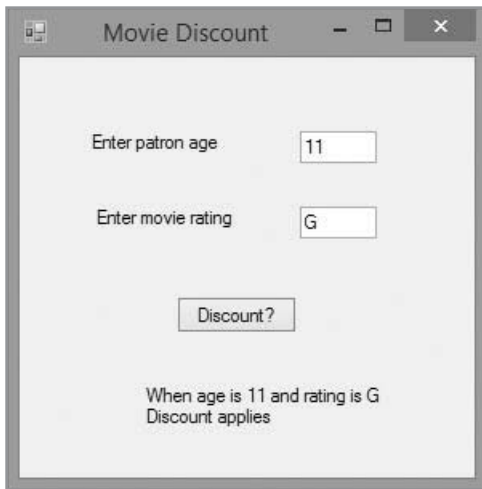 Movie Discount
Enter patron age
11
Enter movie rating
G
Discount?
When age is 11 and rating is G
Discount applies